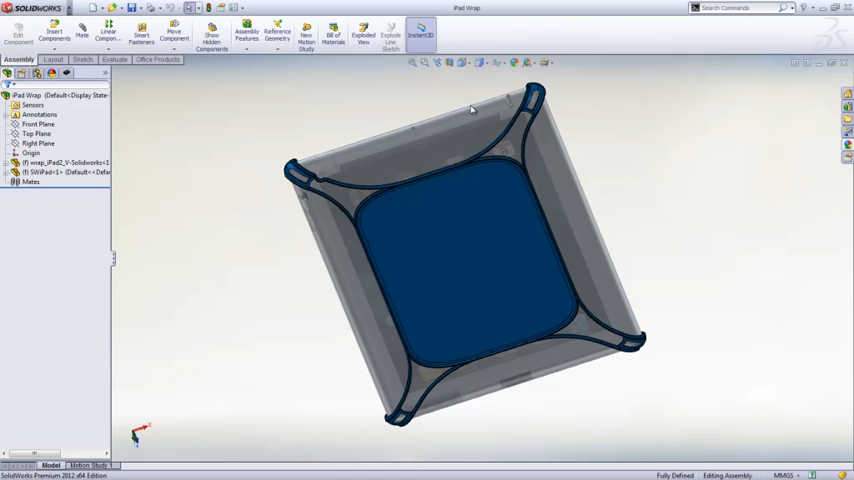 SOLIDWORKS
iPad Wrap
Search Commands
Edit Component
Insert Components
Mate
Linear Com...
Smart Fasteners
Move Component
Show Hidden Components
Assembly Features
Reference Geometry
New Motion Study
Bill of Materials
Exploded View
Explode Line Sketch
Instant3D
Assembly Layout Sketch Evaluate Office Products
iPad Wrap (Default<Display State-
Sensors
Annotations
Front Plane
Top Plane
Right Plane
Origin
(f) wrap_iPad2_V-Solidworks<1
(f) SWiPad<1> (Default<<Defa
Mates
Model Motion Study 1
SolidWorks Premium 2012 x64 Edition
Fully Defined Editing Assembly MMGS